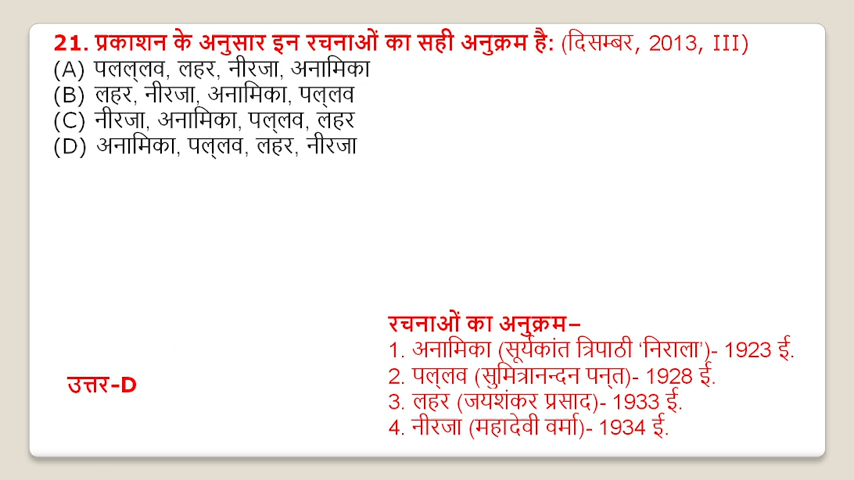 21. प्रकाशन के अनुसार इन रचनाओं का सही अनुक्रम है: (दिसम्बर, 2013, III)
(A) पलल्लव, लहर, नीरजा, अनामिका
(B) लहर, नीरजा, अनामिका, पल्लव
(C) नीरजा, अनामिका, पल्लव, लहर
(D) अनामिका, पल्लव, लहर, नीरजा
रचनाओं का अनुक्रम–
1. अनामिका (सूर्यकांत त्रिपाठी ‘निराला’)- 1923 ई.
2. पल्लव (सुमित्रानन्दन पन्त)- 1928 ई.
3. लहर (जयशंकर प्रसाद)- 1933 ई.
4. नीरजा (महादेवी वर्मा)- 1934 ई.
उत्तर-D